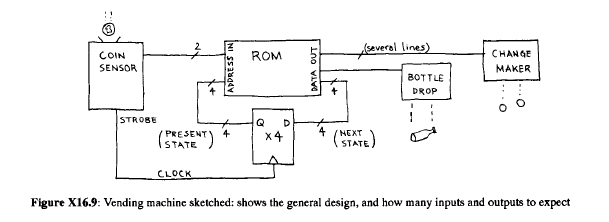 COIN
SENSOR
2
ADDRESS IN
ROM
DATA OUT
(several lines)
CHANGE
MAKER
BOTTLE
DROP
4
4
STROBE
(PRESENT
STATE)
4
Q D
X4
4
(NEXT
STATE)
CLOCK
Figure X16.9: Vending machine sketched: shows the general design, and how many inputs and outputs to expect